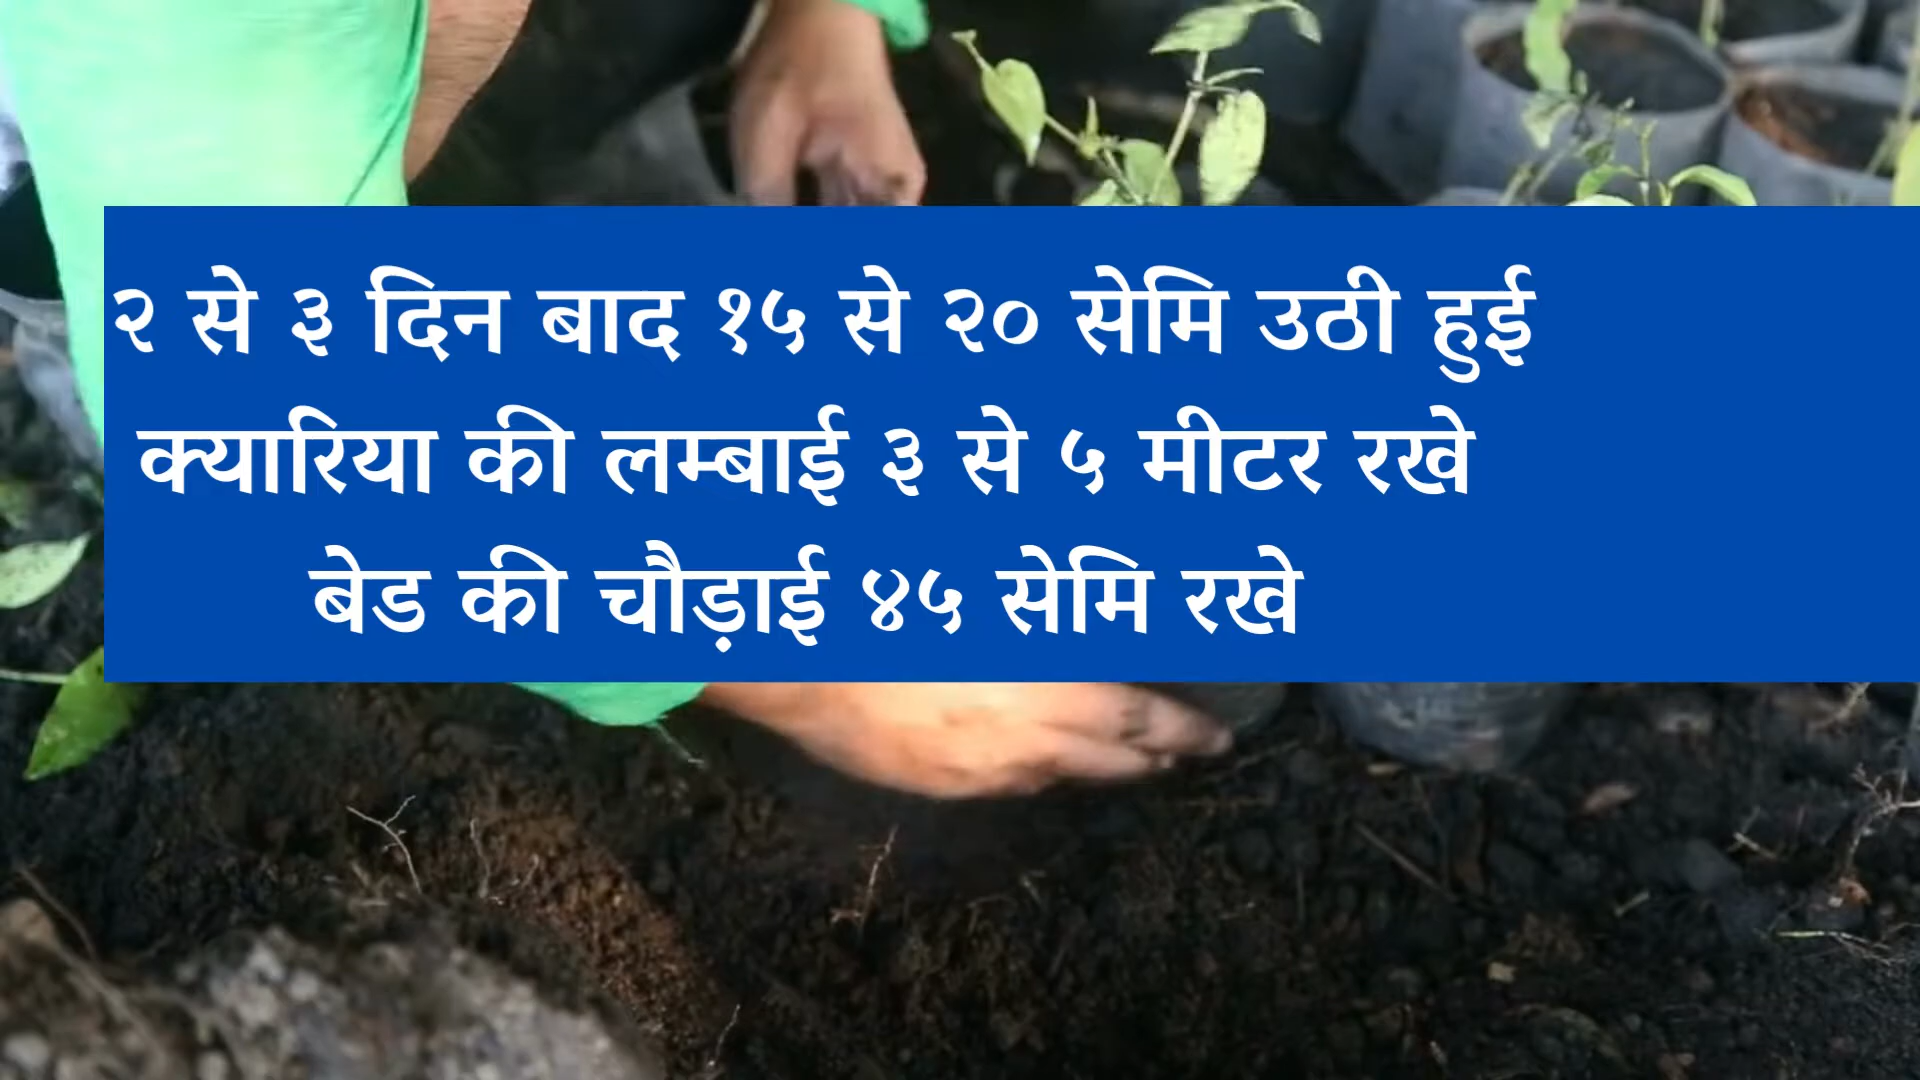 २ से ३ दिन बाद १५ से २० सेमि उठी हुई
क्यारिया की लम्बाई ३ से ५ मीटर रखे
बेड की चौड़ाई ४५ सेमि रखे